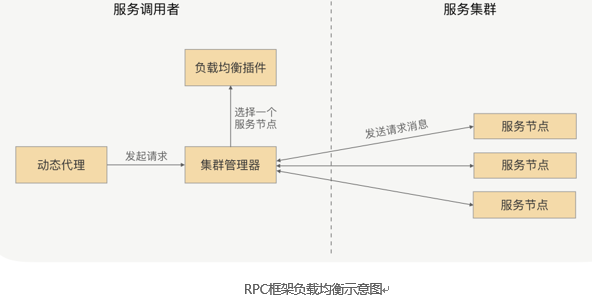 服务调用者
服务集群
负载均衡插件
选择一个
服务节点
发送请求消息
服务节点
动态代理
发起请求
集群管理器
服务节点
服务节点
RPC框架负载均衡示意图